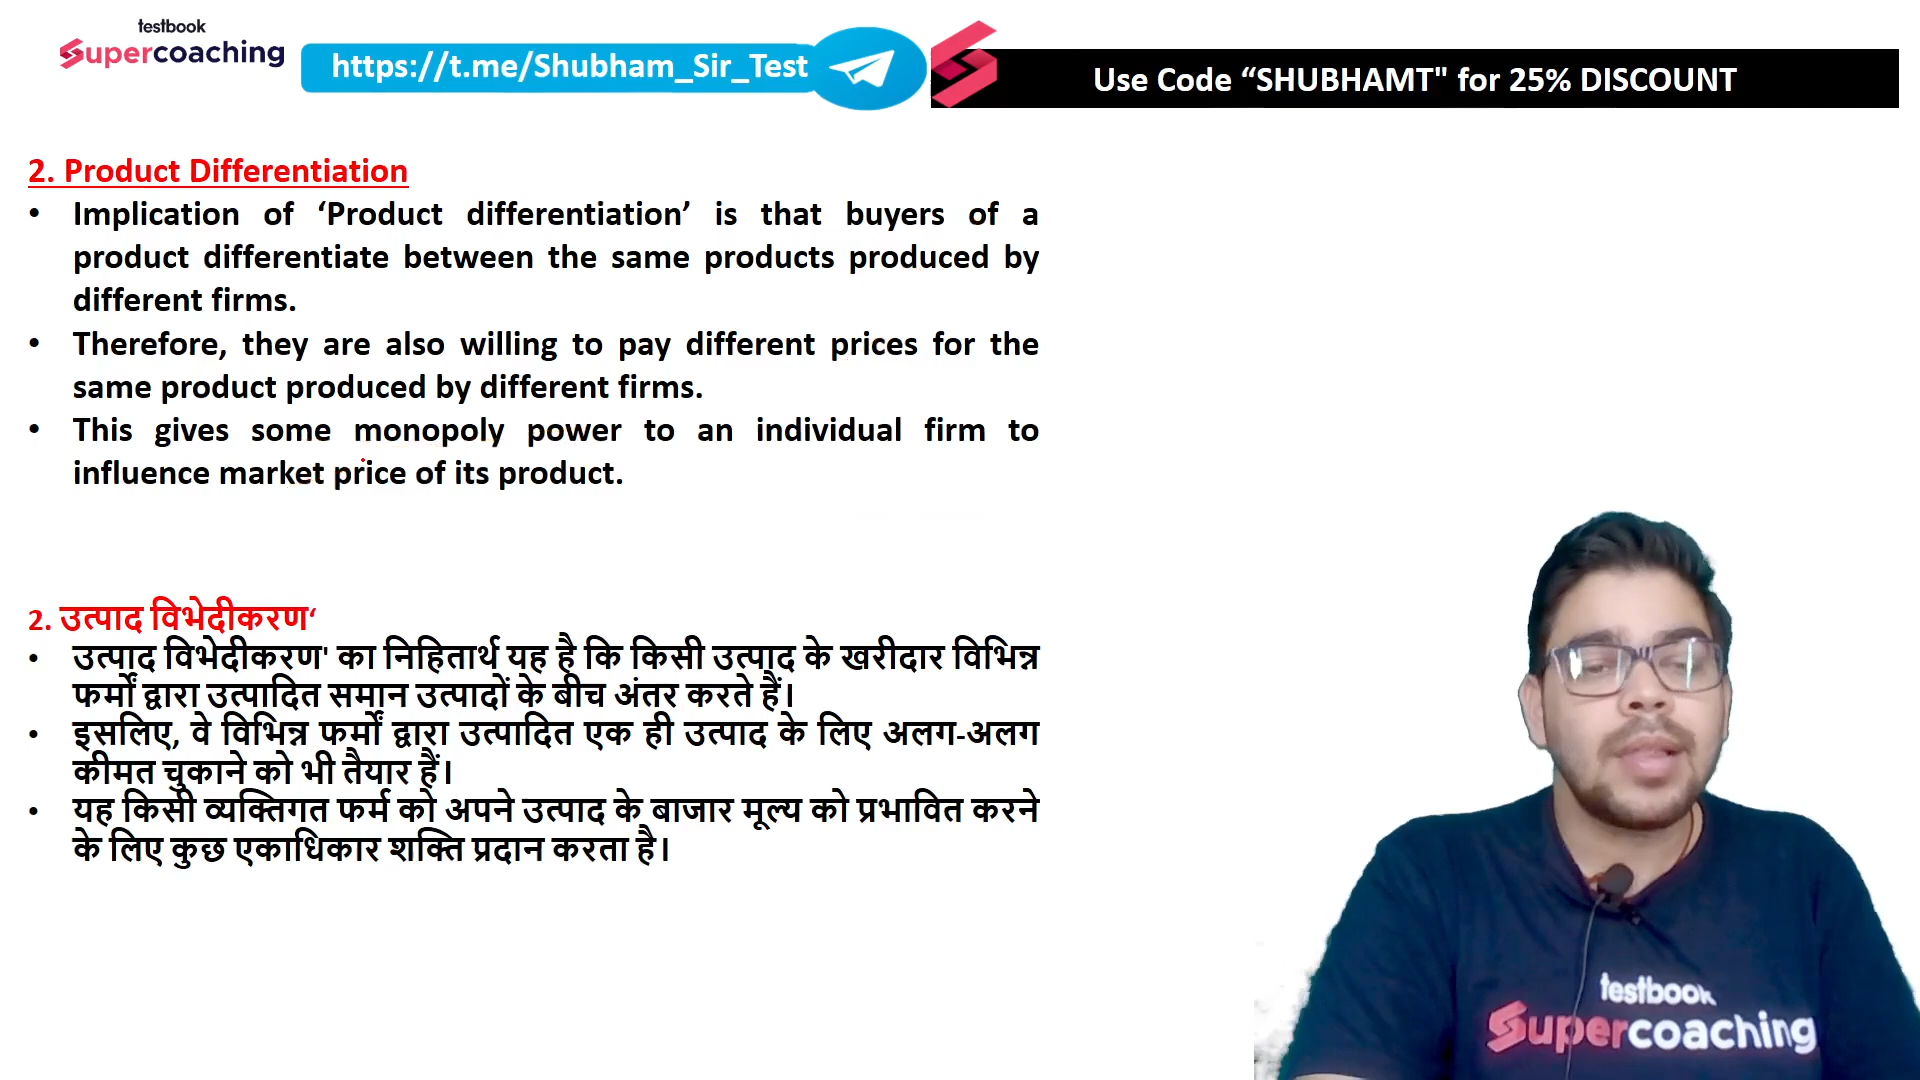 testbook
Supercoaching
https://t.me/Shubham_Sir_Test
Use Code “SHUBHAMT" for 25% DISCOUNT
2. Product Differentiation
• Implication of ‘Product differentiation’ is that buyers of a
product differentiate between the same products produced by
different firms.
• Therefore, they are also willing to pay different prices for the
same product produced by different firms.
• This gives some monopoly power to an individual firm to
influence market price of its product.
2. उत्पाद विभेदीकरण‘
• उत्पाद विभेदीकरण' का निहितार्थ यह है कि किसी उत्पाद के खरीदार विभिन्न
फर्मों द्वारा उत्पादित समान उत्पादों के बीच अंतर करते हैं।
• इसलिए, वे विभिन्न फर्मों द्वारा उत्पादित एक ही उत्पाद के लिए अलग-अलग
कीमत चुकाने को भी तैयार हैं।
• यह किसी व्यक्तिगत फर्म को अपने उत्पाद के बाजार मूल्य को प्रभावित करने
के लिए कुछ एकाधिकार शक्ति प्रदान करता है।
testbook
Supercoaching